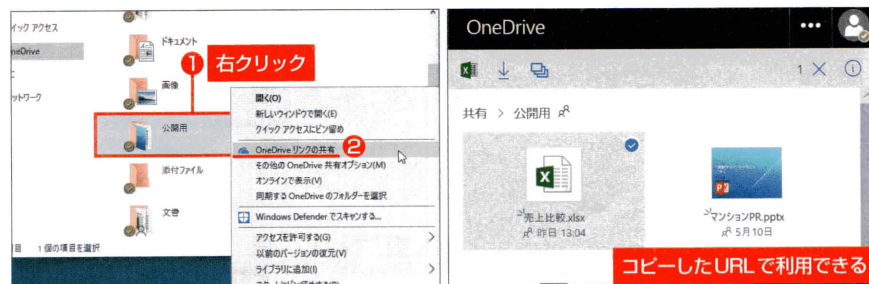 イック アクセス
neDrive
ットワーク
ドキュメント
画像
公開用
添付ファイル
文書
1 個の項目を選択
❶ 右クリック
開く(O)
新しいウィンドウで開く(E)
クイック アクセスにピン留め
OneDrive リンクの共有 ❷
その他の OneDrive 共有オプション(M)
オンラインで表示(V)
同期する OneDrive のフォルダーを選択
Windows Defender でスキャンする...
アクセスを許可する(G)
以前のバージョンの復元(V)
ライブラリに追加(I)
OneDrive
1
共有 > 公開用
売上比較.xlsx
昨日 13:04
マンションPR.pptx
5月10日
コピーしたURLで利用できる